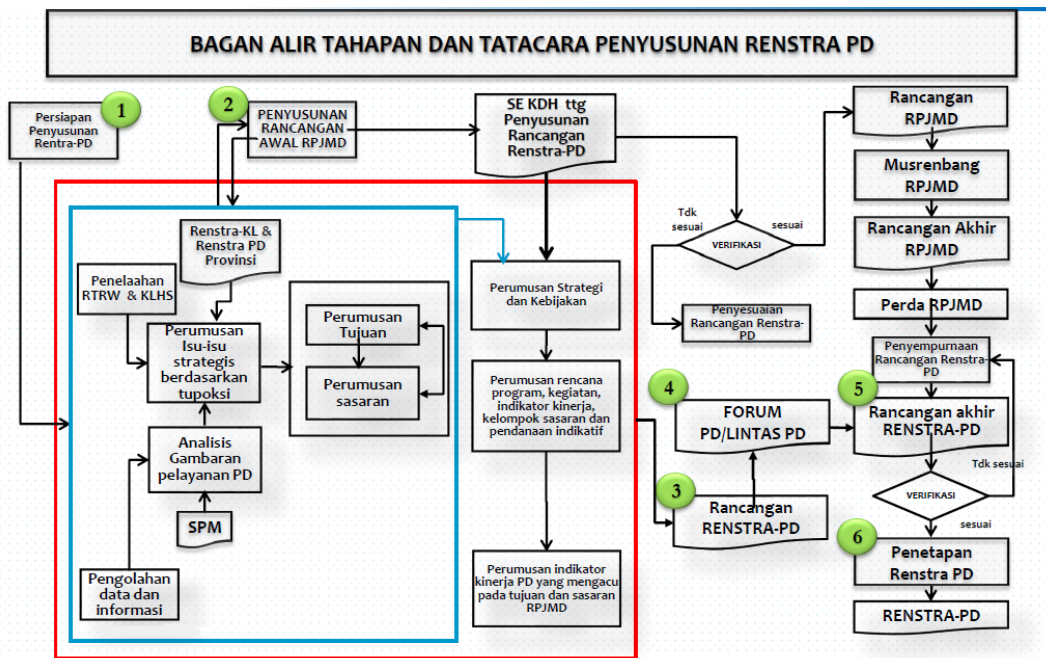 BAGAN ALIR TAHAPAN DAN TATACARA PENYUSUNAN RENSTRA PD
1
Persiapan
Penyusunan
Rentra-PD
2
PENYUSUNAN
RANCANGAN
AWAL RPJMD
SE KDH ttg
Penyusunan
Rancangan
Renstra-PD
Rancangan
RPJMD
Musrenbang
RPJMD
Rancangan Akhir
RPJMD
Perda RPJMD
Penyempurnaan
Rancangan Renstra-
PD
Tdk
sesuai
sesuai
VERIFIKASI
Penyesuaian
Rancangan Renstra-
PD
Renstra-KL &
Renstra PD
Provinsi
Penelaahan
RTRW & KLHS
Perumusan
Isu-isu
strategis
berdasarkan
tupoksi
Perumusan
Tujuan
Perumusan
sasaran
Analisis
Gambaran
pelayanan PD
SPM
Pengolahan
data dan
informasi
Perumusan Strategi
dan Kebijakan
Perumusan rencana
program, kegiatan,
indikator kinerja,
kelompok sasaran dan
pendanaan indikatif
Perumusan indikator
kinerja PD yang mengacu
pada tujuan dan sasaran
RPJMD
3
Rancangan
RENSTRA-PD
4
FORUM
PD/LINTAS PD
5
Rancangan akhir
RENSTRA-PD
Tdk sesuai
VERIFIKASI
sesuai
6
Penetapan
Renstra PD
RENSTRA-PD